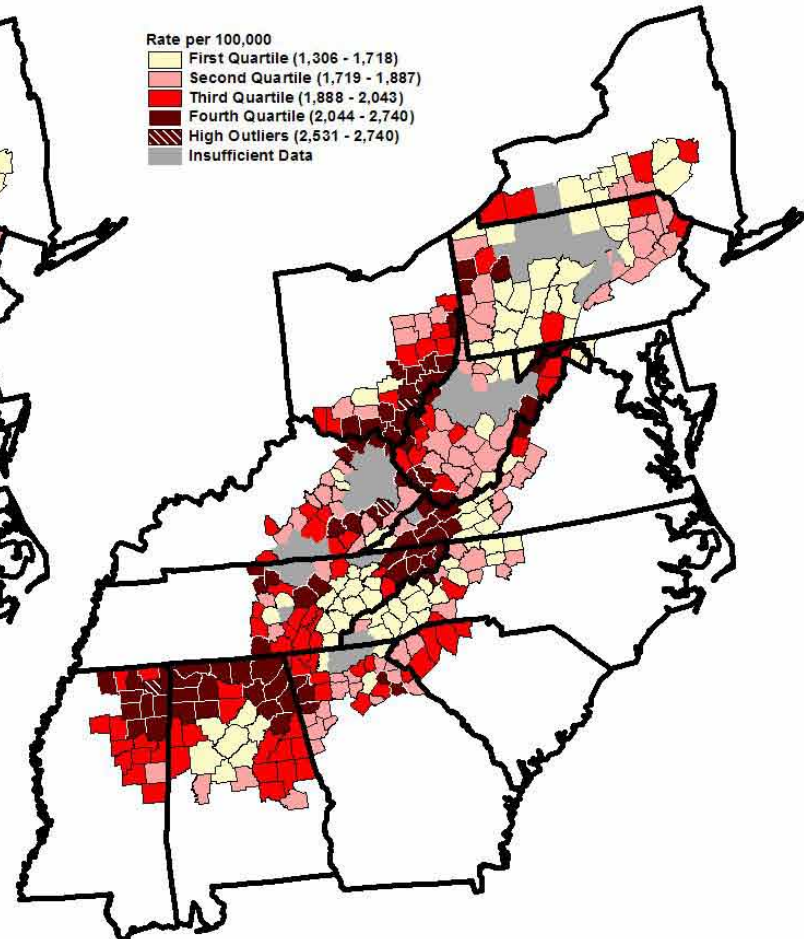 Rate per 100,000
First Quartile (1,306 - 1,718)
Second Quartile (1,719 - 1,887)
Third Quartile (1,888 - 2,043)
Fourth Quartile (2,044 - 2,740)
High Outliers (2,531 - 2,740)
Insufficient Data